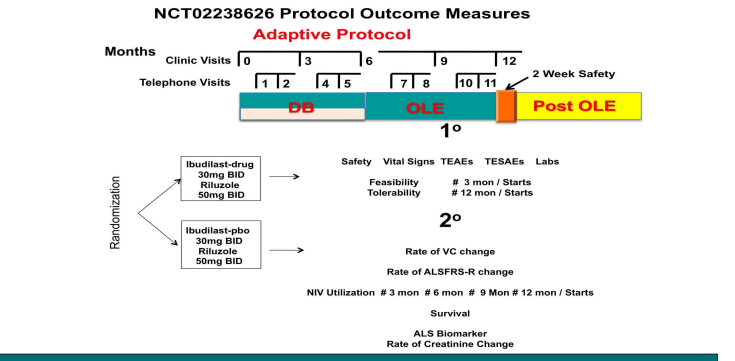 NCT02238626 Protocol Outcome Measures
Adaptive Protocol
Months
Clinic Visits 0 3 6 9 12
Telephone Visits 1 2 4 5 7 8 10 11
2 Week Safety
DB OLE Post OLE
1º
Safety Vital Signs TEAEs TESAEs Labs
Feasibility # 3 mon / Starts
Tolerability # 12 mon / Starts
Randomization
Ibudilast-drug
30mg BID
Riluzole
50mg BID
2º
Ibudilast-pbo
30mg BID
Riluzole
50mg BID
Rate of VC change
Rate of ALSFRS-R change
NIV Utilization # 3 mon # 6 mon # 9 Mon # 12 mon / Starts
Survival
ALS Biomarker
Rate of Creatinine Change